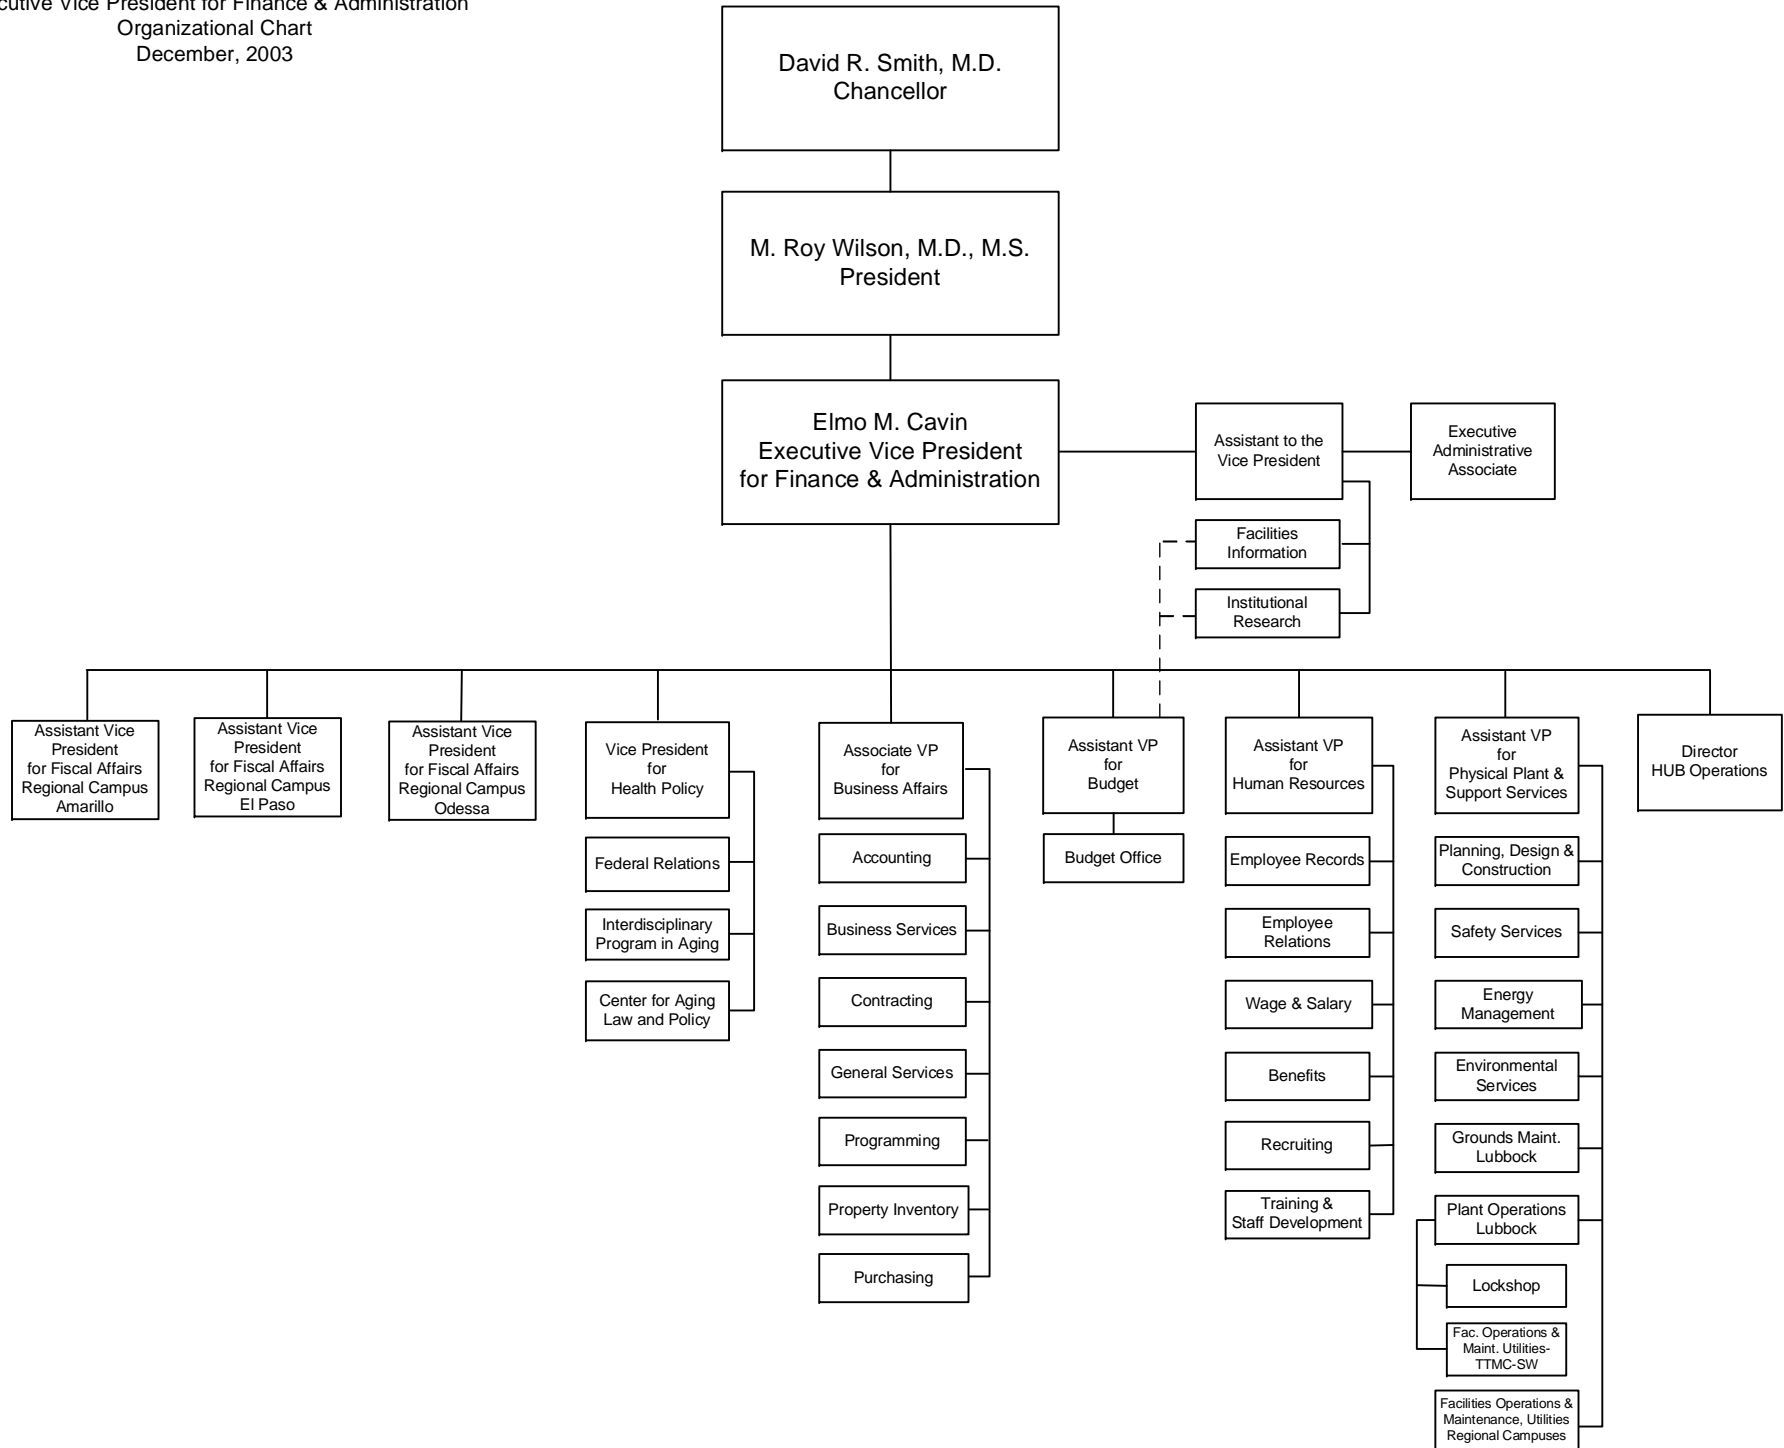 Vice President for Finance & Administration
Organizational Chart
December, 2003
David R. Smith, M.D.
Chancellor
M. Roy Wilson, M.D., M.S.
President
Elmo M. Cavin
Executive Vice President
for Finance & Administration
Assistant to the
Vice President
Executive
Administrative
Associate
Facilities
Information
Institutional
Research
Assistant Vice
President
for Fiscal Affairs
Regional Campus
Amarillo
Assistant Vice
President
for Fiscal Affairs
Regional Campus
El Paso
Assistant Vice
President
for Fiscal Affairs
Regional Campus
Odessa
Vice President
for
Health Policy
Federal Relations
Interdisciplinary
Program in Aging
Center for Aging
Law and Policy
Associate VP
for
Business Affairs
Accounting
Business Services
Contracting
General Services
Programming
Property Inventory
Purchasing
Assistant VP
for
Budget
Budget Office
Assistant VP
for
Human Resources
Employee Records
Employee
Relations
Wage & Salary
Benefits
Recruiting
Training &
Staff Development
Assistant VP
for
Physical Plant &
Support Services
Planning, Design &
Construction
Safety Services
Energy
Management
Environmental
Services
Grounds Maint.
Lubbock
Plant Operations
Lubbock
Lockshop
Fac. Operations &
Maint. Utilities-
TTMC-SW
Facilities Operations &
Maintenance, Utilities
Regional Campuses
Director
HUB Operations